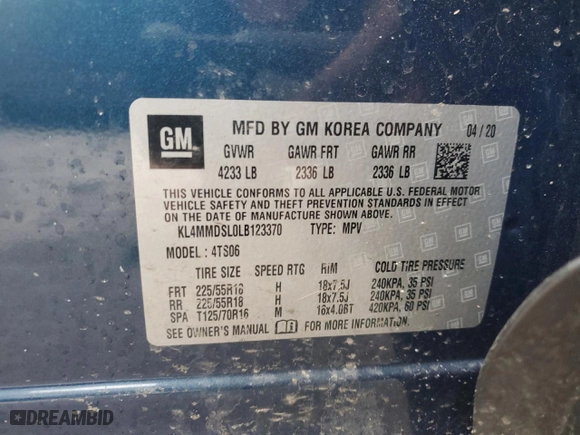 GM
MFD BY GM KOREA COMPANY 04/20
GVWR GAWR FRT GAWR RR
4233 LB 2336 LB 2336 LB
THIS VEHICLE CONFORMS TO ALL APPLICABLE U.S. FEDERAL MOTOR
VEHICLE SAFETY AND THEFT PREVENTION STANDARDS IN EFFECT
ON THE DATE OF MANUFACTURE SHOWN ABOVE.
KL4MMDSL0LB123370 TYPE: MPV
MODEL: 4TS06
TIRE SIZE SPEED RTG RIM COLD TIRE PRESSURE
FRT 225/55R18 H 18x7.5J 240KPA, 35 PSI
RR 225/55R18 H 18x7.5J 240KPA, 35 PSI
SPA T125/70R16 M 16x4.0BT 420KPA, 60 PSI
SEE OWNER'S MANUAL FOR MORE INFORMATION.
DREAMBID